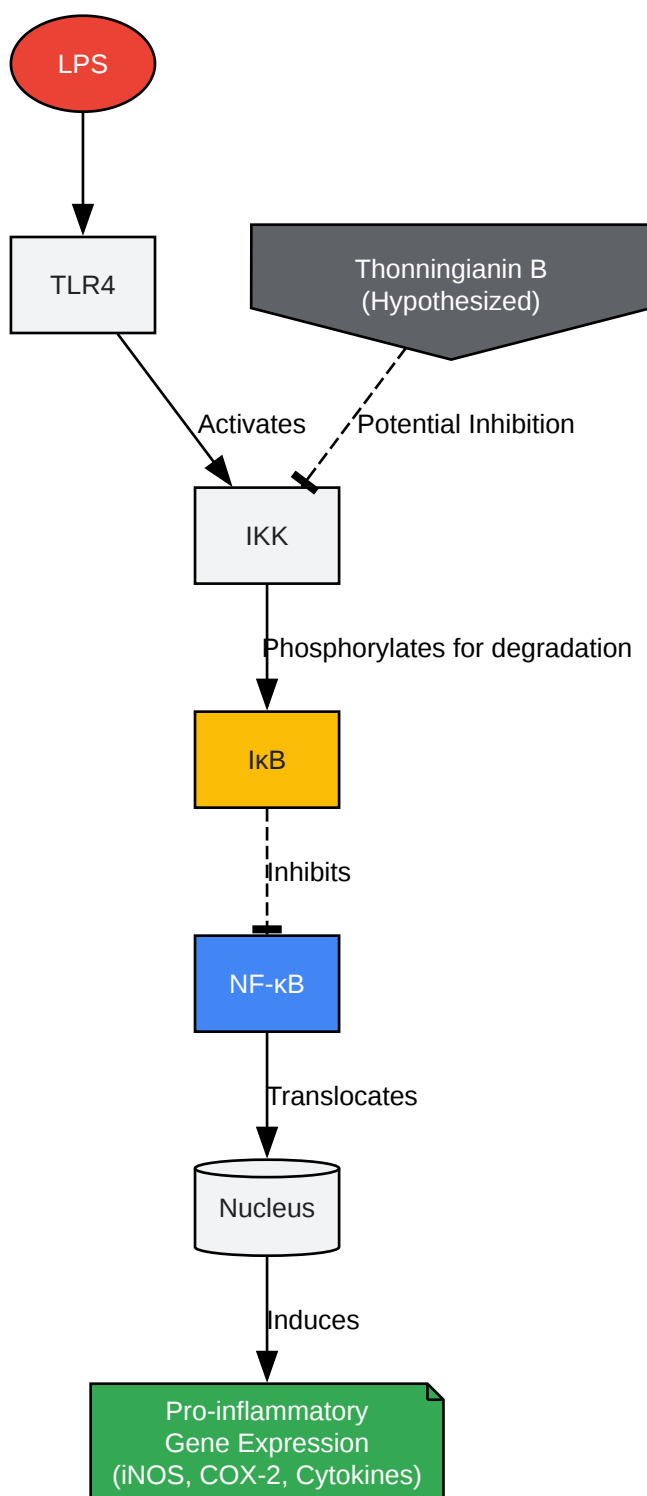 LPS
TLR4
Thonningianin B
(Hypothesized)
Activates
Potential Inhibition
IKK
Phosphorylates for degradation
IκB
Inhibits
NF-κB
Translocates
Nucleus
Induces
Pro-inflammatory
Gene Expression
(iNOS, COX-2, Cytokines)